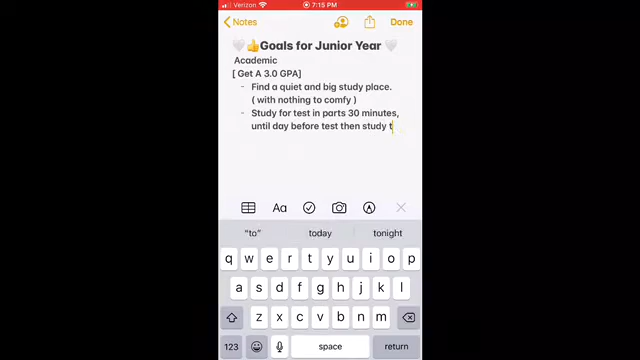 Verizon 7:15 PM
Notes Done
🤍👍Goals for Junior Year🤍
Academic
[ Get A 3.0 GPA]
- Find a quiet and big study place.
( with nothing to comfy )
- Study for test in parts 30 minutes,
until day before test then study t
Aa
“to” today tonight
q w e r t y u i o p
a s d f g h j k l
z x c v b n m
123 space return